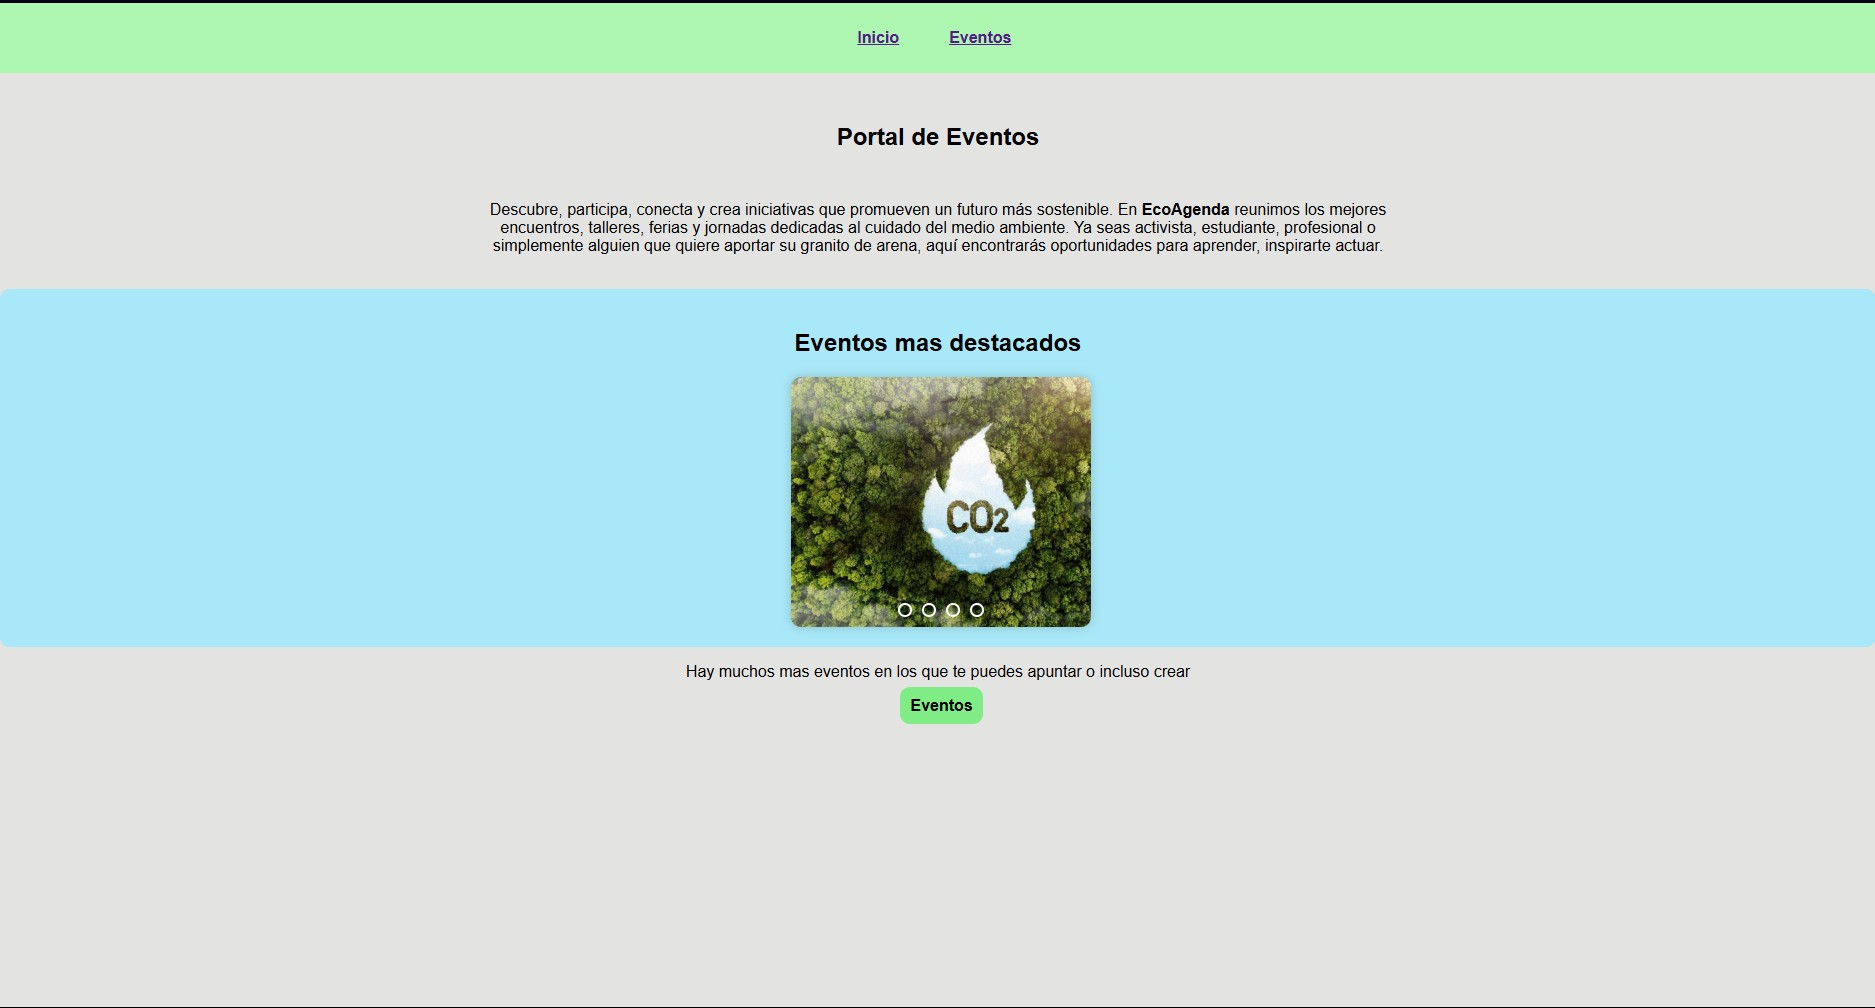 Inicio Eventos
Portal de Eventos
Descubre, participa, conecta y crea iniciativas que promueven un futuro más sostenible. En EcoAgenda reunimos los mejores
encuentros, talleres, ferias y jornadas dedicadas al cuidado del medio ambiente. Ya seas activista, estudiante, profesional o
simplemente alguien que quiere aportar su granito de arena, aquí encontrarás oportunidades para aprender, inspirarte actuar.
Eventos mas destacados
CO2
Hay muchos mas eventos en los que te puedes apuntar o incluso crear
Eventos